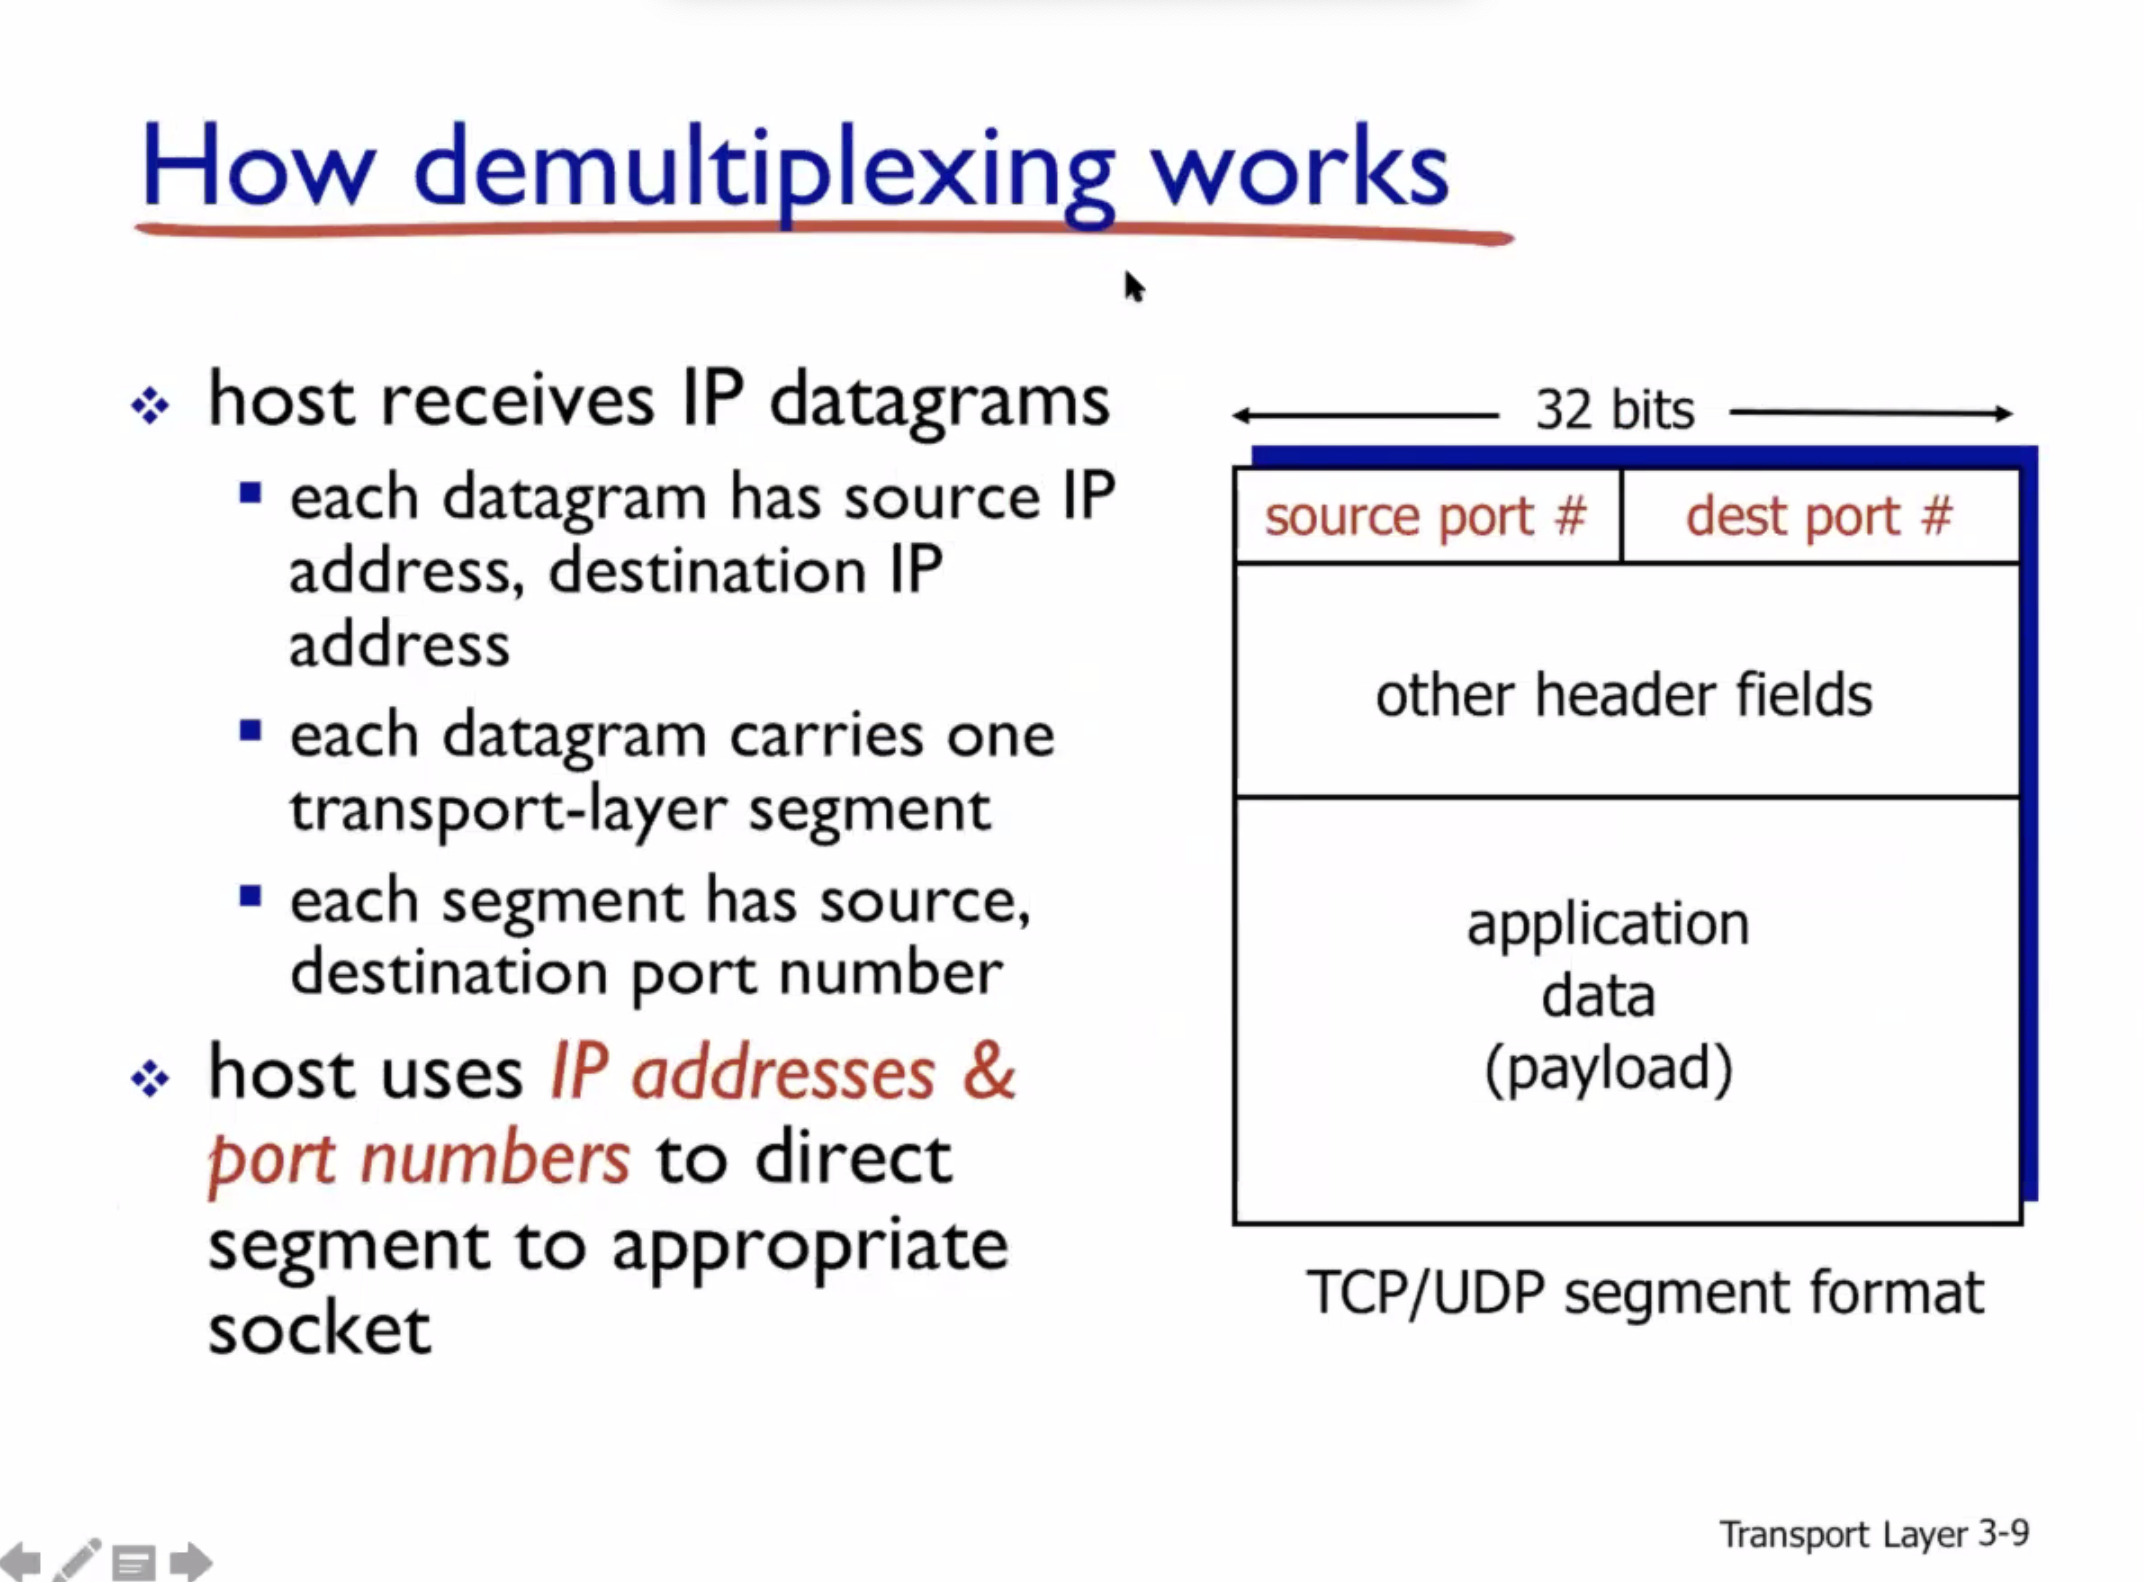 How demultiplexing works
host receives IP datagrams
each datagram has source IP
address, destination IP
address
each datagram carries one
transport-layer segment
each segment has source,
destination port number
host uses IP addresses &
port numbers to direct
segment to appropriate
socket
32 bits
source port #
dest port #
other header fields
application
data
(payload)
TCP/UDP segment format
Transport Layer 3-9